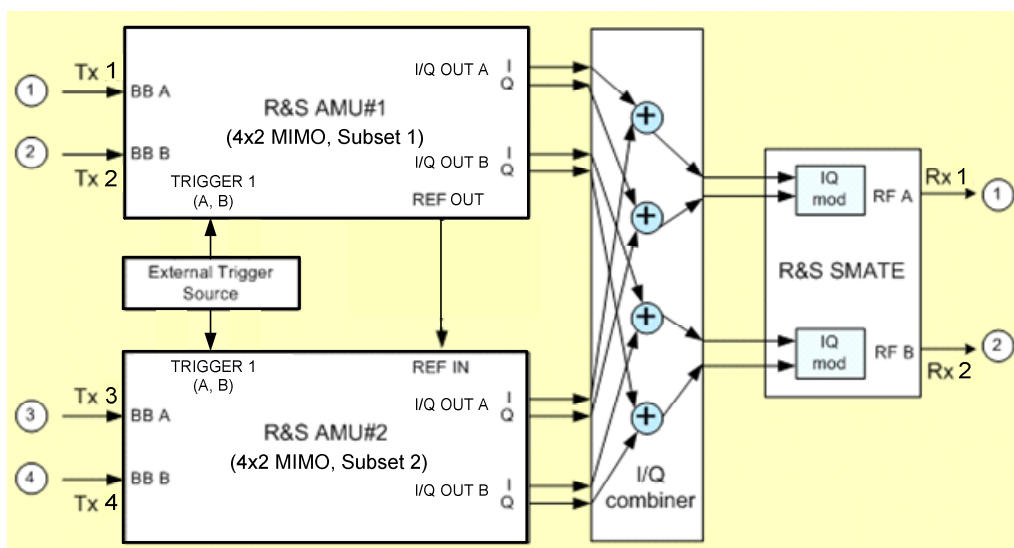 Tx 1
1
BB A
I/Q OUT A
I
Q
R&S AMU#1
(4x2 MIMO, Subset 1)
2
BB B
Tx 2
I/Q OUT B
I
Q
TRIGGER 1
(A, B)
REF OUT
External Trigger
Source
TRIGGER 1
(A, B)
REF IN
Tx 3
3
BB A
I/Q OUT A
I
Q
R&S AMU#2
(4x2 MIMO, Subset 2)
4
BB B
Tx 4
I/Q OUT B
I
Q
+
+
+
+
I/Q
combiner
IQ
mod
RF A
Rx 1
1
R&S SMATE
IQ
mod
RF B
Rx 2
2